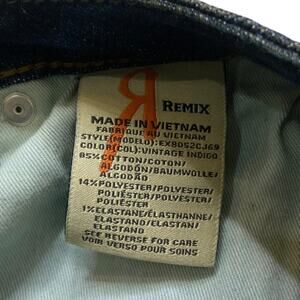 R REMIX
MADE IN VIETNAM
FABRIQUÉ AU VIETNAM
STYLE(MODELO): EX8052CJ69
COLOR(COL): VINTAGE INDIGO
85% COTTON/COTON/
ALGODÓN/BAUMWOLLE/
ALGODÃO
14% POLYESTER/POLYESTER/
POLIÉSTER/POLYESTER/
POLIÉSTER
1% ELASTANE/ÉLASTHANNE/
ELASTANO/ELASTAN/
ELASTANO
SEE REVERSE FOR CARE
VOIR VERSO POUR SOINS